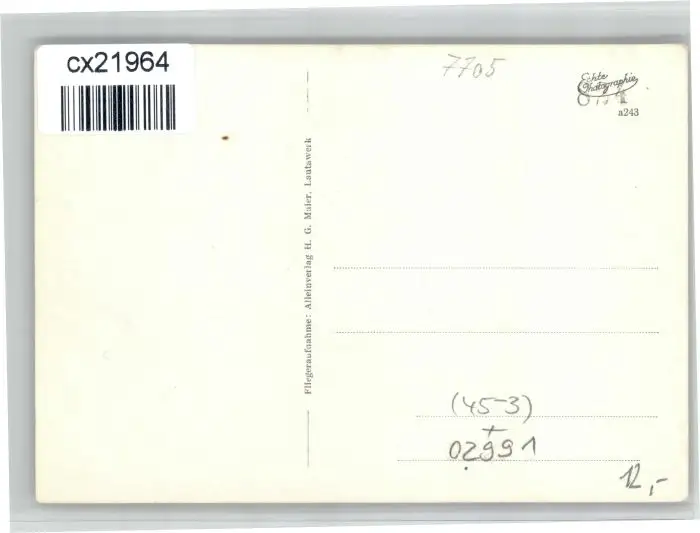 cx21964
7705
Echte
Photographie
a243
Fliegeraufnahme: Alleinverlag H. G. Maier, Lautawerk
(45-3)
+
02991
12,-